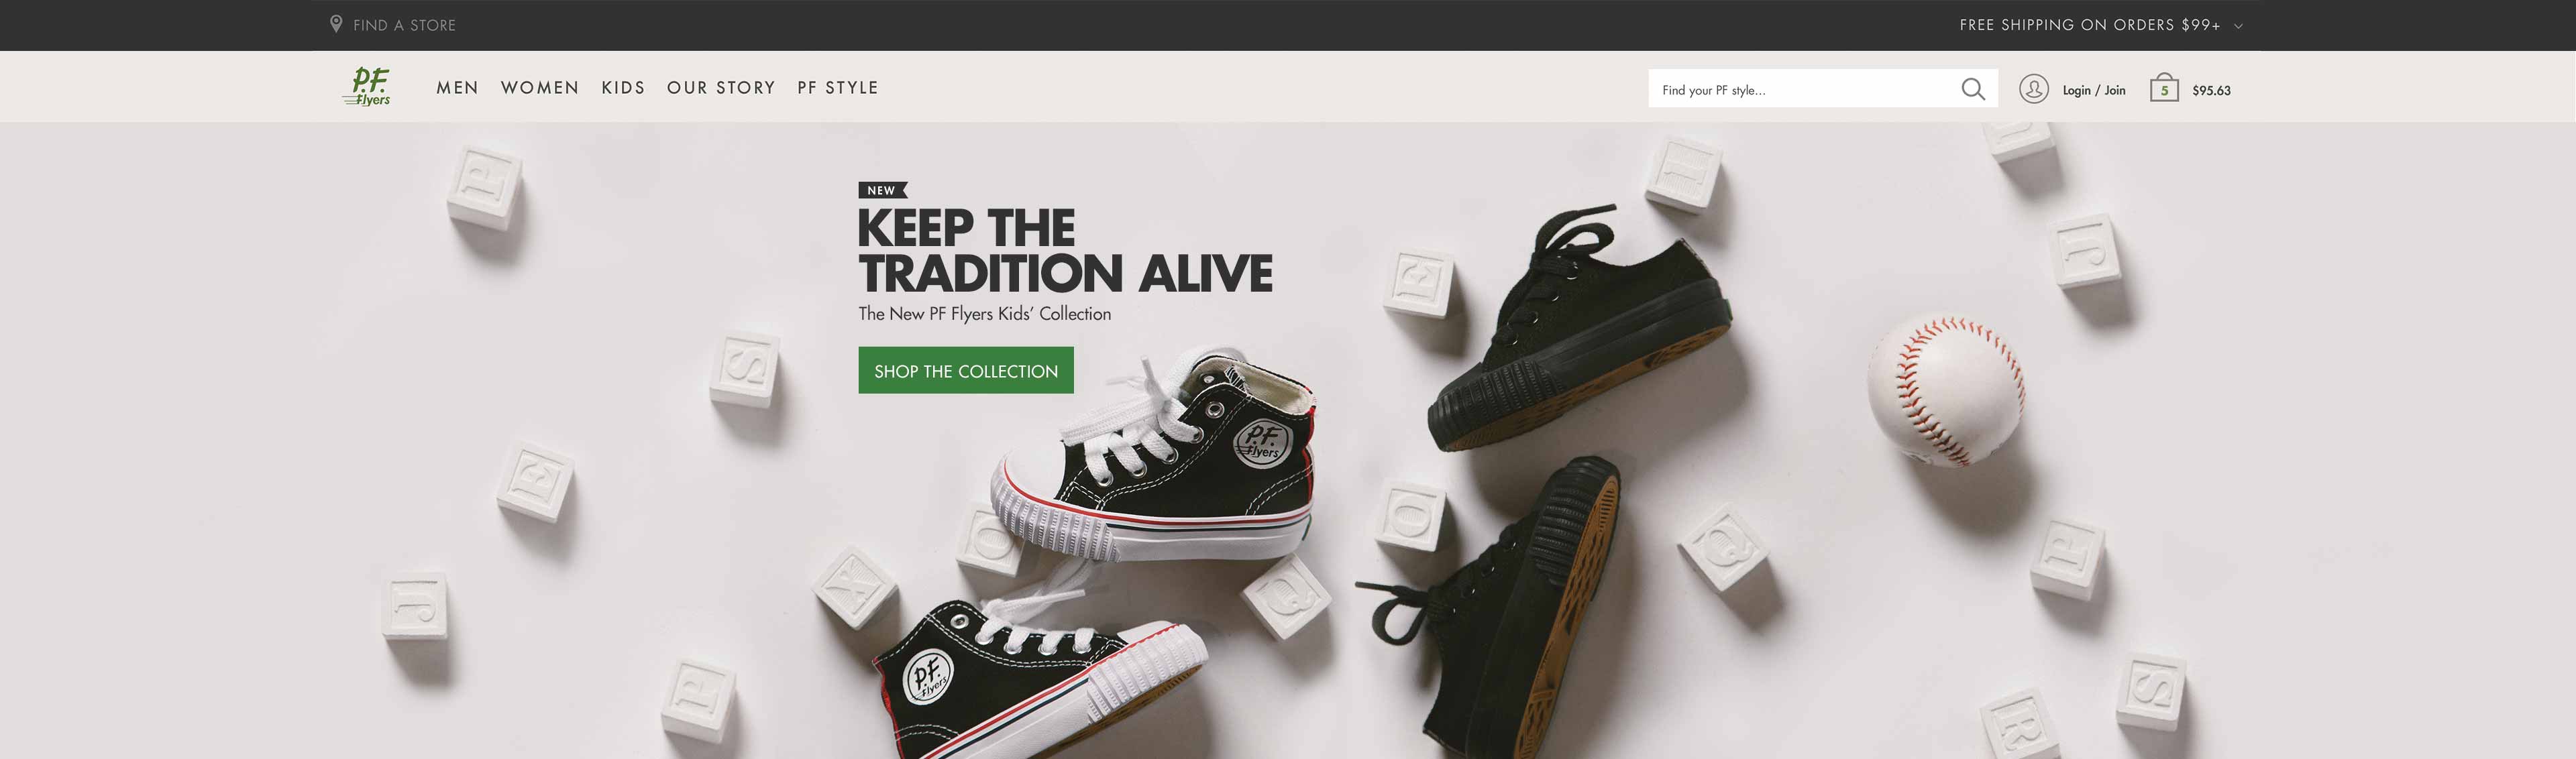 FIND A STORE
FREE SHIPPING ON ORDERS $99+
P.F.
Flyers
MEN WOMEN KIDS OUR STORY PF STYLE
Find your PF style...
Login / Join
5
$95.63
NEW
KEEP THE
TRADITION ALIVE
The New PF Flyers Kids' Collection
SHOP THE COLLECTION
P
I
J
E
S
P.F.
Flyers
E
O
O
Q
P
X
Q
J
P.F.
Flyers
P
S
R